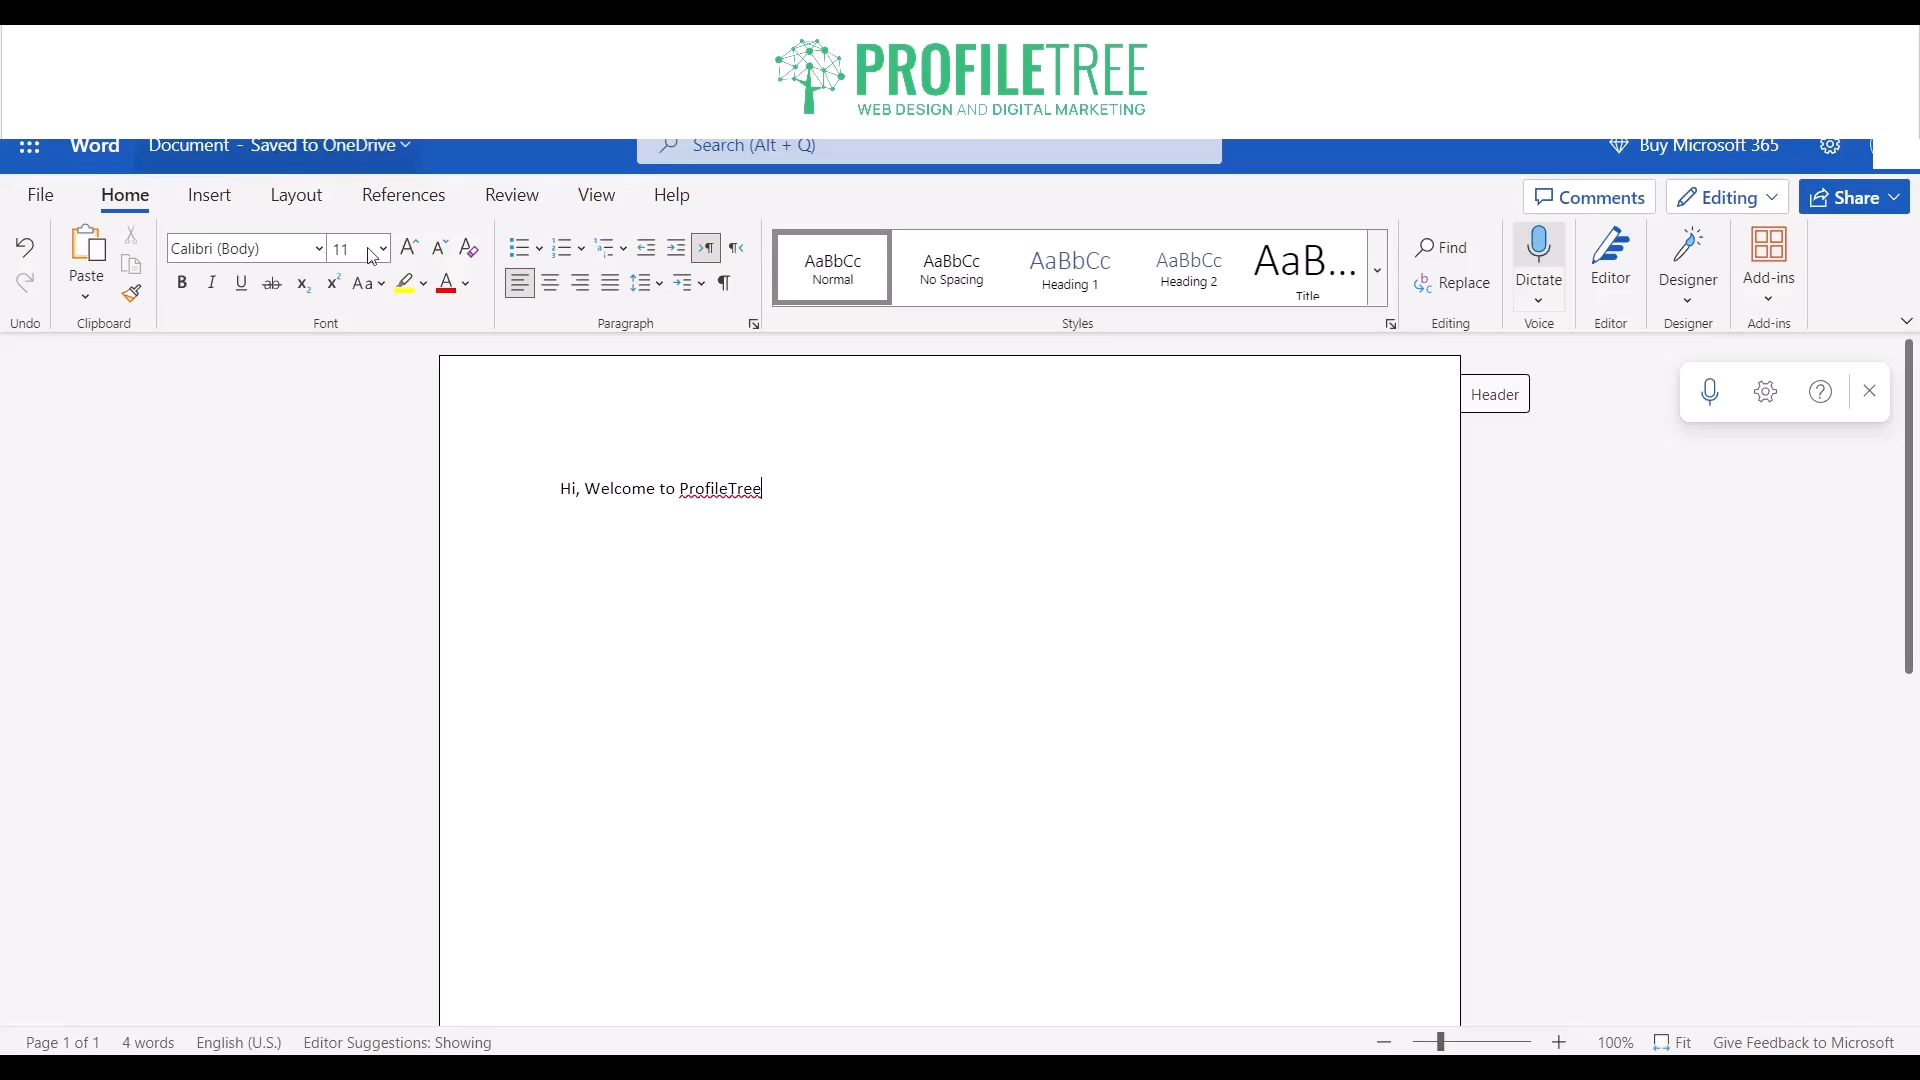 PROFILETREE
WEB DESIGN AND DIGITAL MARKETING
Word Document - Saved to OneDrive Search (Alt + Q) Buy Microsoft 365
File Home Insert Layout References Review View Help Comments Editing Share
Paste Calibri (Body) 11 AaBbCc Normal AaBbCc No Spacing AaBbCc Heading 1 AaBbCc Heading 2 AaB... Title Find Replace Dictate Editor Designer Add-ins
Undo Clipboard Font Paragraph Styles Editing Voice Editor Designer Add-ins
Header
Hi, Welcome to ProfileTree
Page 1 of 1 4 words English (U.S.) Editor Suggestions: Showing 100% Fit Give Feedback to Microsoft